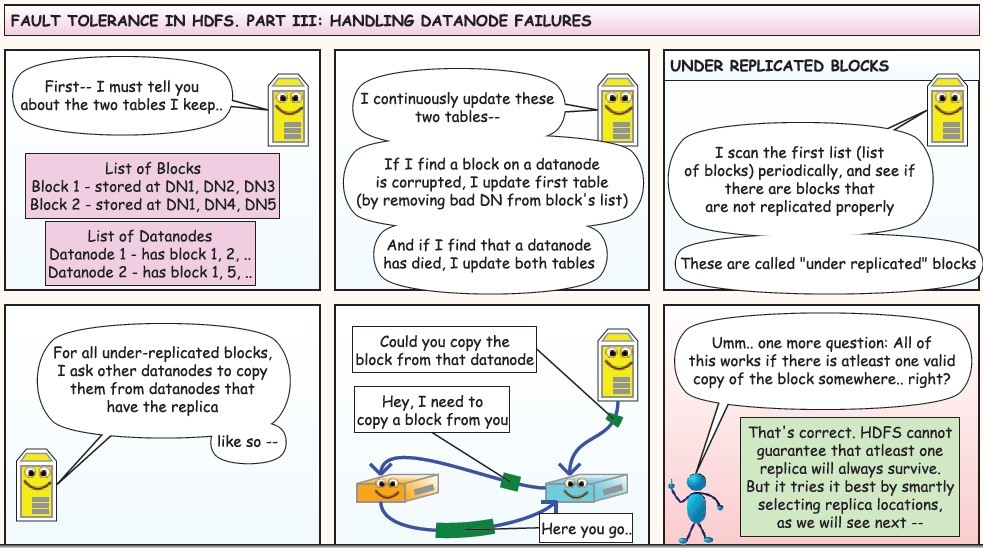 FAULT TOLERANCE IN HDFS. PART III: HANDLING DATANODE FAILURES
First-- I must tell you
about the two tables I keep..
List of Blocks
Block 1 - stored at DN1, DN2, DN3
Block 2 - stored at DN1, DN4, DN5
List of Datanodes
Datanode 1 - has block 1, 2, ..
Datanode 2 - has block 1, 5, ..
I continuously update these
two tables--
If I find a block on a datanode
is corrupted, I update first table
(by removing bad DN from block's list)
And if I find that a datanode
has died, I update both tables
UNDER REPLICATED BLOCKS
I scan the first list (list
of blocks) periodically, and see if
there are blocks that
are not replicated properly
These are called "under replicated" blocks
For all under-replicated blocks,
I ask other datanodes to copy
them from datanodes that
have the replica
like so --
Could you copy the
block from that datanode
Hey, I need to
copy a block from you
Here you go..
Umm.. one more question: All of
this works if there is atleast one valid
copy of the block somewhere.. right?
That's correct. HDFS cannot
guarantee that atleast one
replica will always survive.
But it tries it best by smartly
selecting replica locations,
as we will see next --